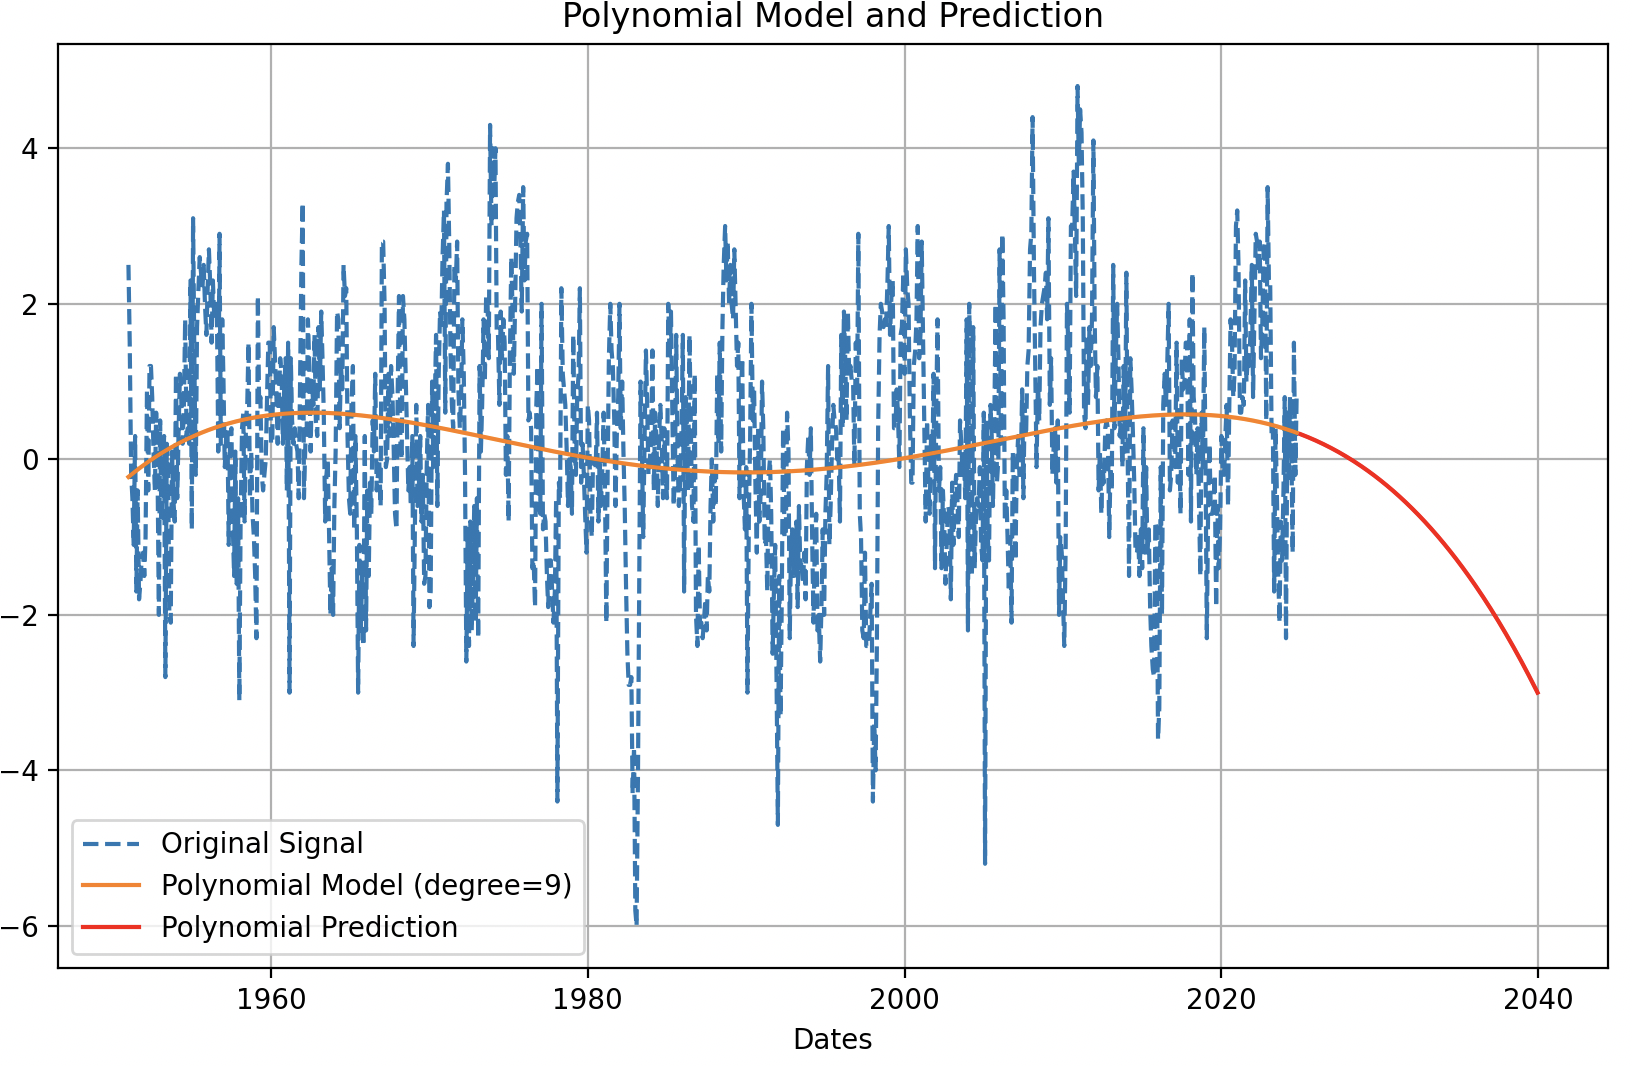 Polynomial Model and Prediction
4
2
0
−2
−4
−6
Original Signal
Polynomial Model (degree=9)
Polynomial Prediction
1960 1980 2000 2020 2040
Dates